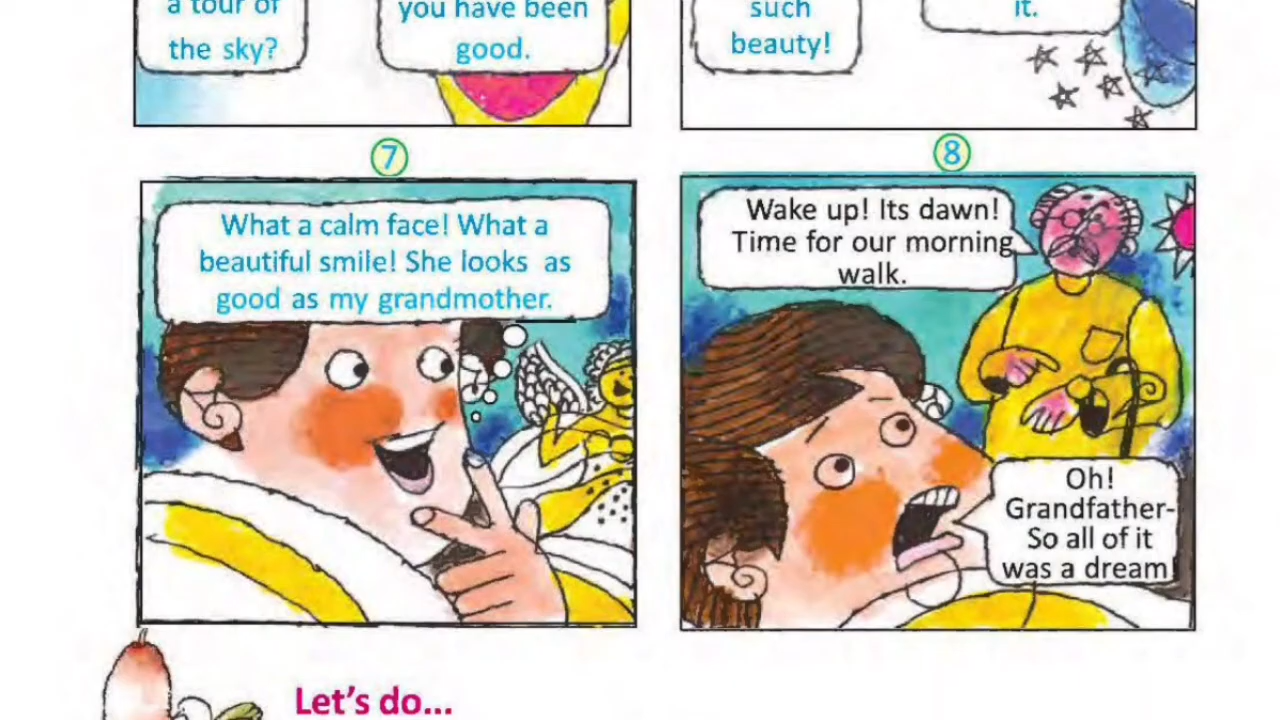 a tour of
the sky?
you have been
good.
such
beauty!
it.
7
What a calm face! What a
beautiful smile! She looks as
good as my grandmother.
8
Wake up! Its dawn!
Time for our morning
walk.
Oh!
Grandfather-
So all of it
was a dream
Let's do...